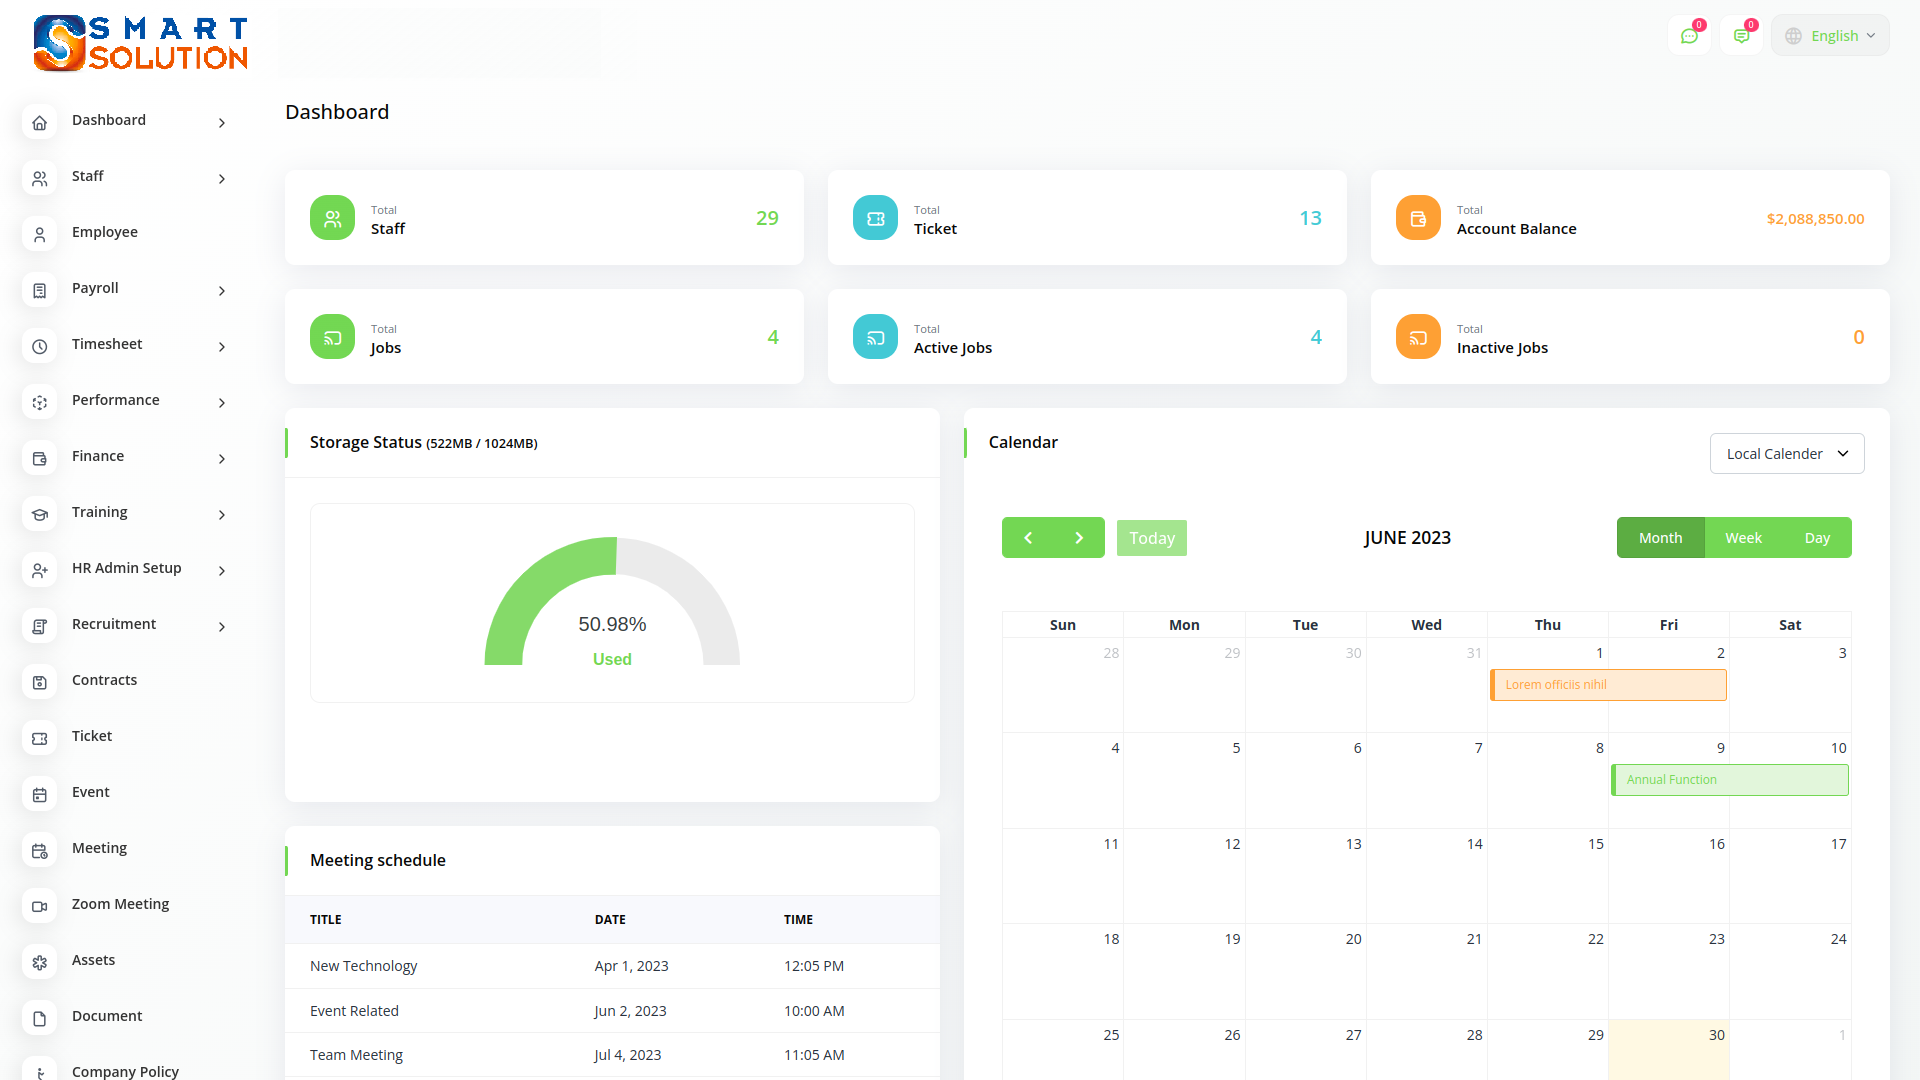 SMART
SOLUTION
0
0
English
Dashboard
Staff
Employee
Payroll
Timesheet
Performance
Finance
Training
HR Admin Setup
Recruitment
Contracts
Ticket
Event
Meeting
Zoom Meeting
Assets
Document
Company Policy
Dashboard
Total
Staff
29
Total
Ticket
13
Total
Account Balance
$2,088,850.00
Total
Jobs
4
Total
Active Jobs
4
Total
Inactive Jobs
0
Storage Status (522MB / 1024MB)
50.98%
Used
Meeting schedule
TITLE DATE TIME
New Technology Apr 1, 2023 12:05 PM
Event Related Jun 2, 2023 10:00 AM
Team Meeting Jul 4, 2023 11:05 AM
Calendar
Local Calender
Today
JUNE 2023
Month Week Day
Sun Mon Tue Wed Thu Fri Sat
28 29 30 31 1 2 3
Lorem officiis nihil
4 5 6 7 8 9 10
Annual Function
11 12 13 14 15 16 17
18 19 20 21 22 23 24
25 26 27 28 29 30 1